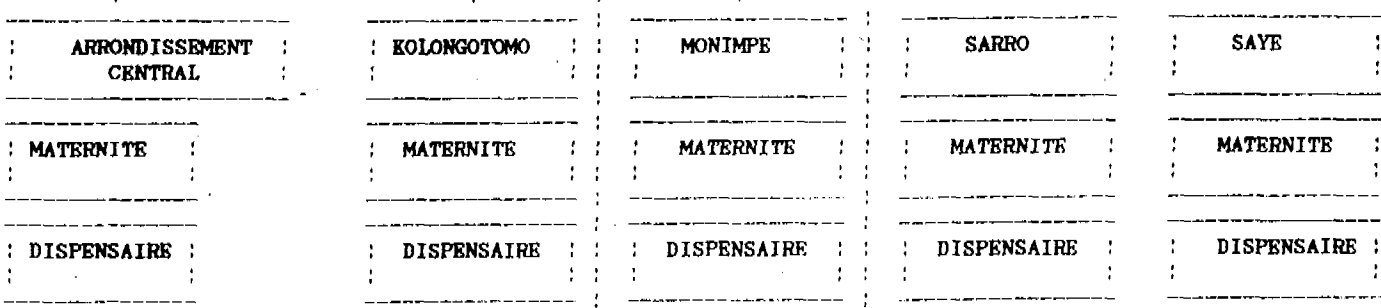 ARRONDISSEMENT KOLONGOTOMO MONIMPE SARRO SAYE
CENTRAL
MATERNITE MATERNITE MATERNITE MATERNITE MATERNITE
DISPENSAIRE DISPENSAIRE DISPENSAIRE DISPENSAIRE DISPENSAIRE